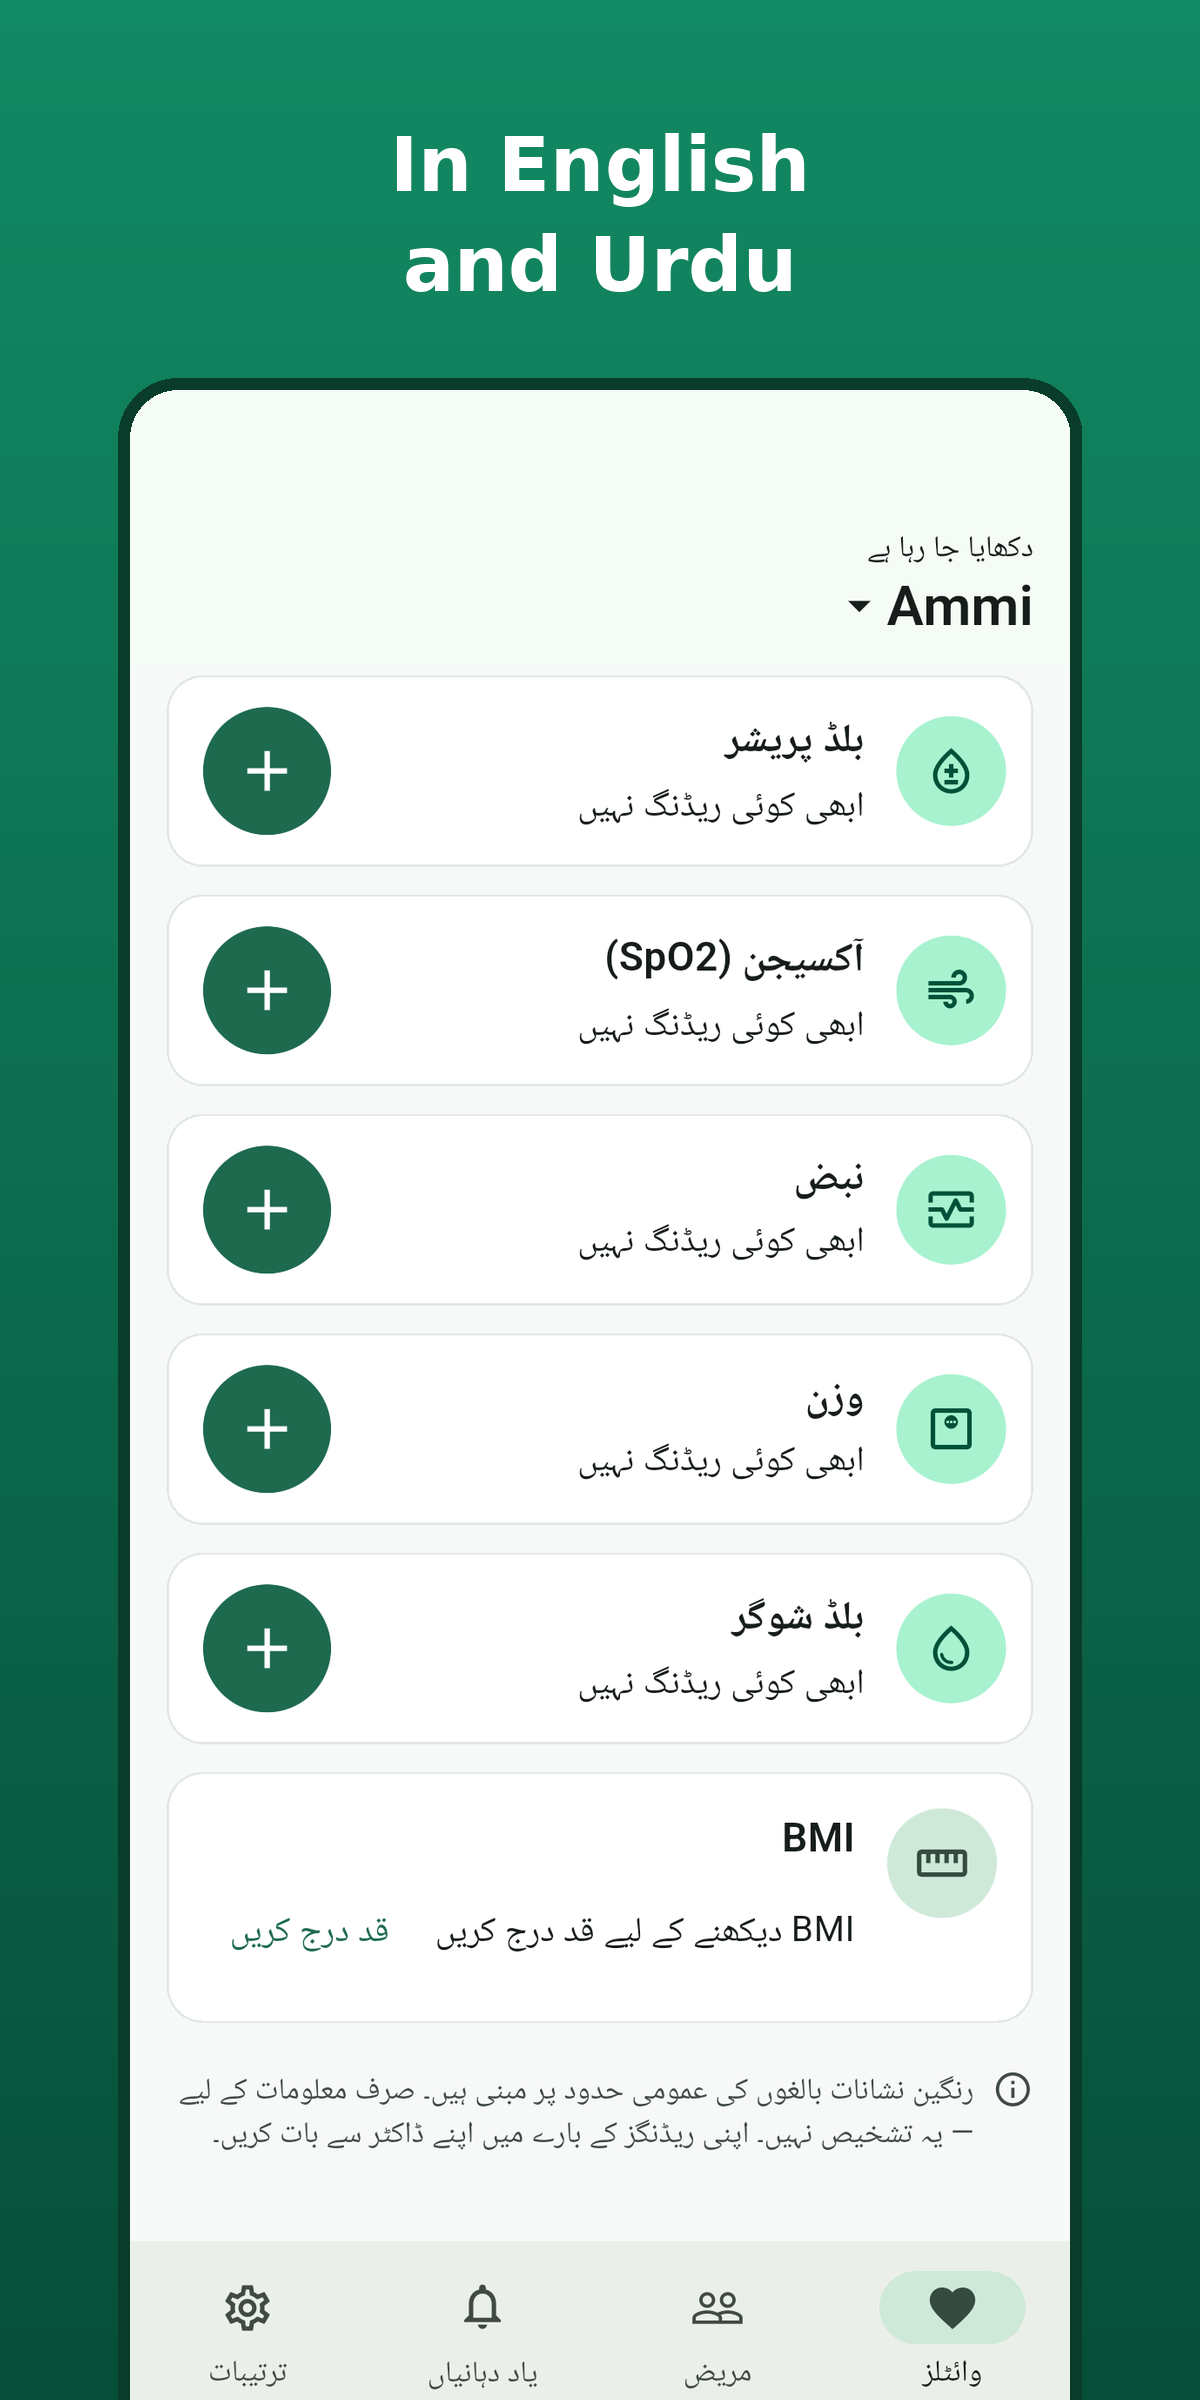 In English
and Urdu
دکھایا جا رہا ہے
Ammi
بلڈ پریشر
ابھی کوئی ریڈنگ نہیں
آکسیجن (SpO2)
ابھی کوئی ریڈنگ نہیں
نبض
ابھی کوئی ریڈنگ نہیں
وزن
ابھی کوئی ریڈنگ نہیں
بلڈ شوگر
ابھی کوئی ریڈنگ نہیں
BMI
BMI دیکھنے کے لیے قد درج کریں قد درج کریں
رنگین نشانات بالغوں کی عمومی حدود پر مبنی ہیں۔ صرف معلومات کے لیے
— یہ تشخیص نہیں۔ اپنی ریڈنگز کے بارے میں اپنے ڈاکٹر سے بات کریں۔
وائٹلز مریض یاد دہانیاں ترتیبات